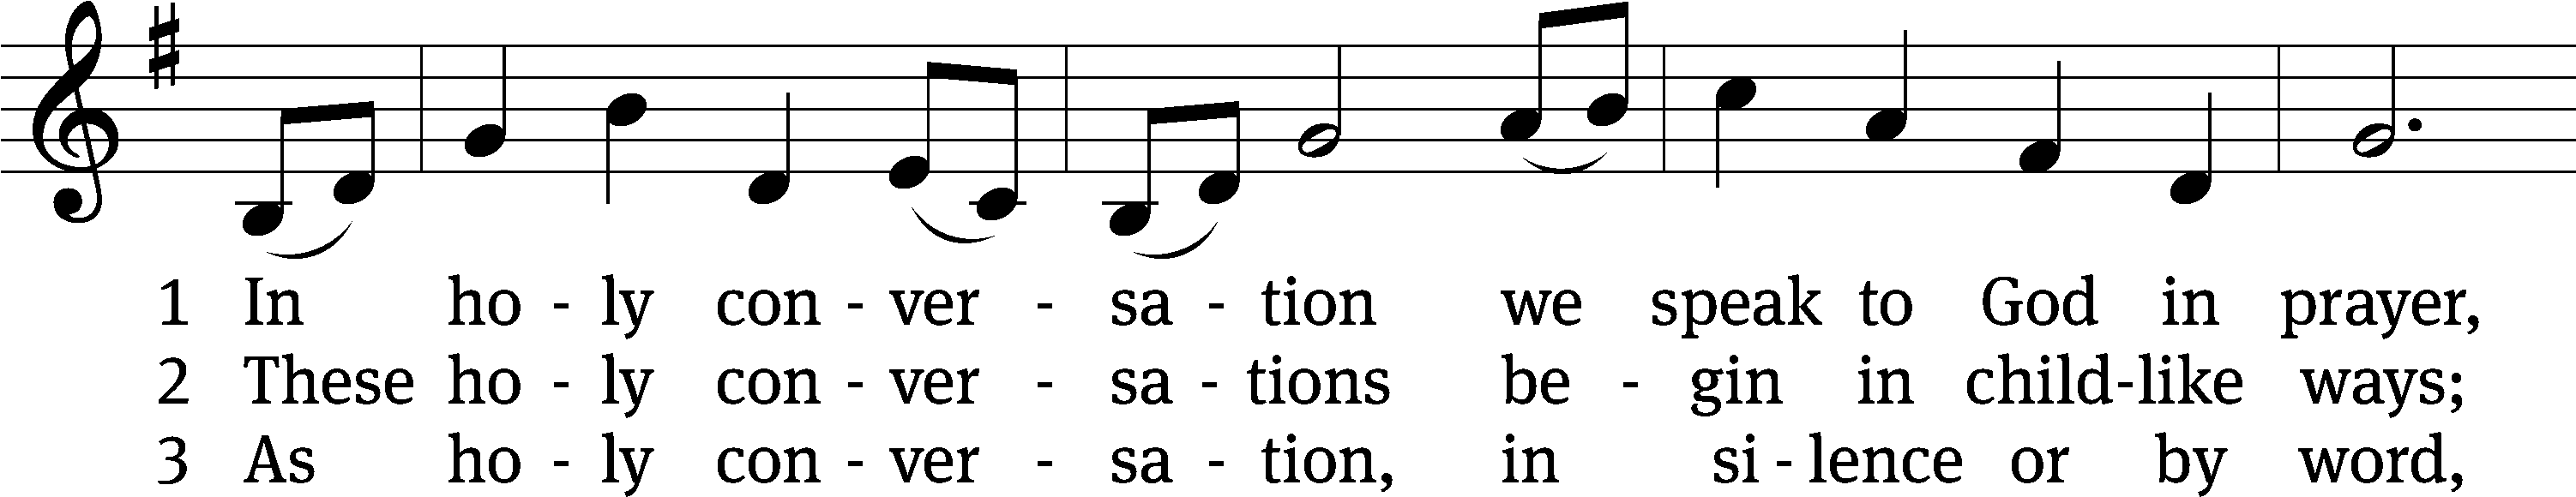 1 In ho - ly con - ver - sa - tion we speak to God in prayer,
2 These ho - ly con - ver - sa - tions be - gin in child-like ways;
3 As ho - ly con - ver - sa - tion, in si - lence or by word,